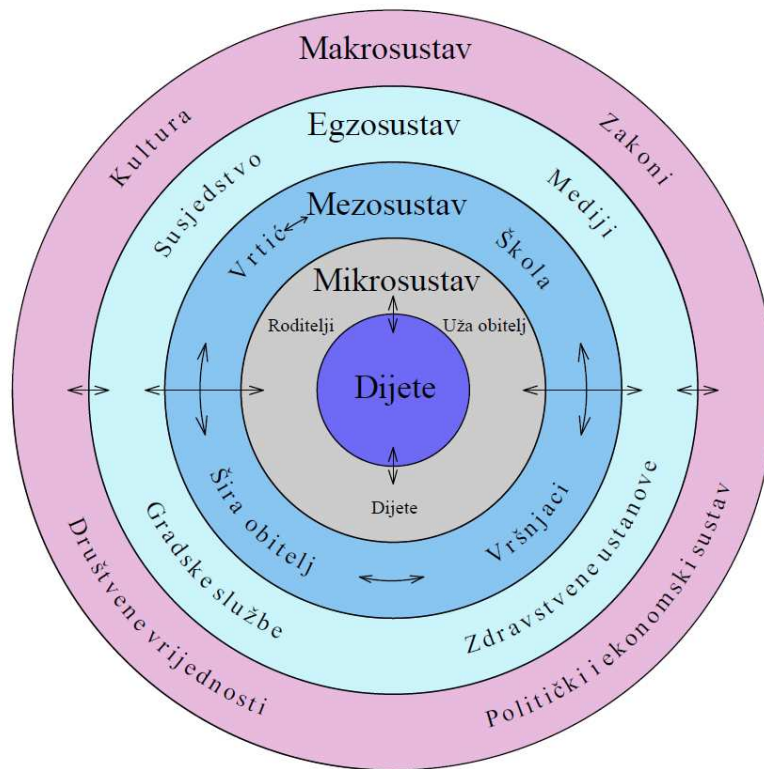 Makrosustav
Kultura
Zakoni
Egzosustav
Susjedstvo
Mediji
Mezosustav
Vrtić
Škola
Mikrosustav
Roditelji
Uža obitelj
Dijete
Dijete
Šira obitelj
Vršnjaci
Gradske službe
Zdravstvene ustanove
Društvene vrijednosti
Politički i ekonomski sustav